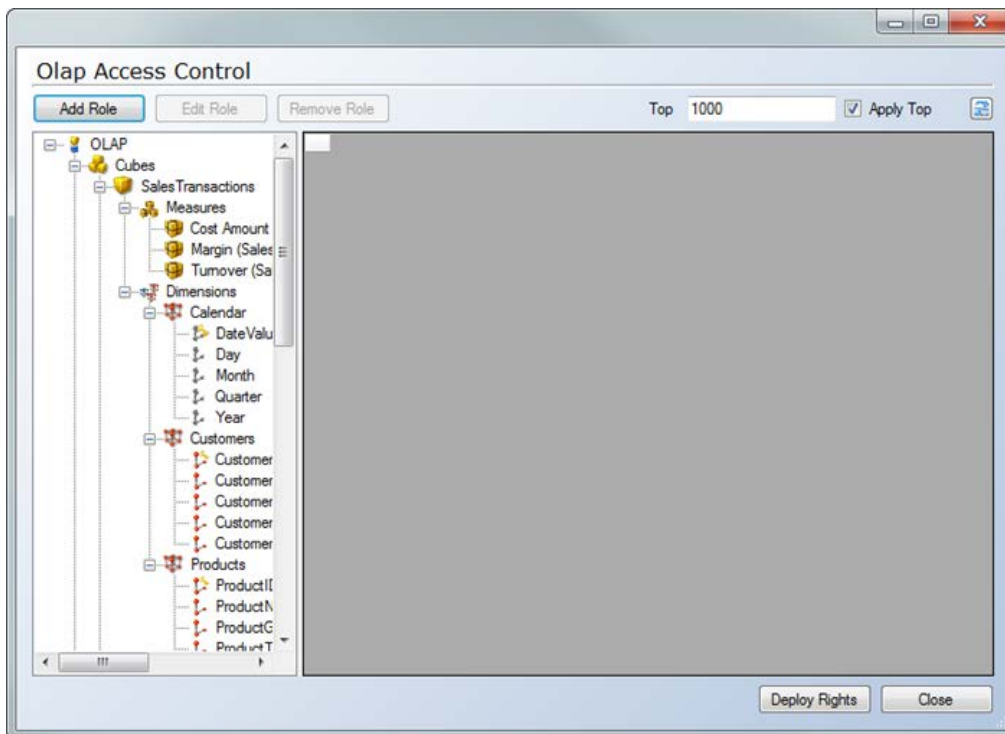 Olap Access Control
Add Role Edit Role Remove Role Top 1000 Apply Top
OLAP
Cubes
SalesTransactions
Measures
Cost Amount
Margin (Sales
Turnover (Sa
Dimensions
Calendar
DateValu
Day
Month
Quarter
Year
Customers
Customer
Customer
Customer
Customer
Customer
Products
ProductID
ProductN
ProductG
ProductT
Deploy Rights Close